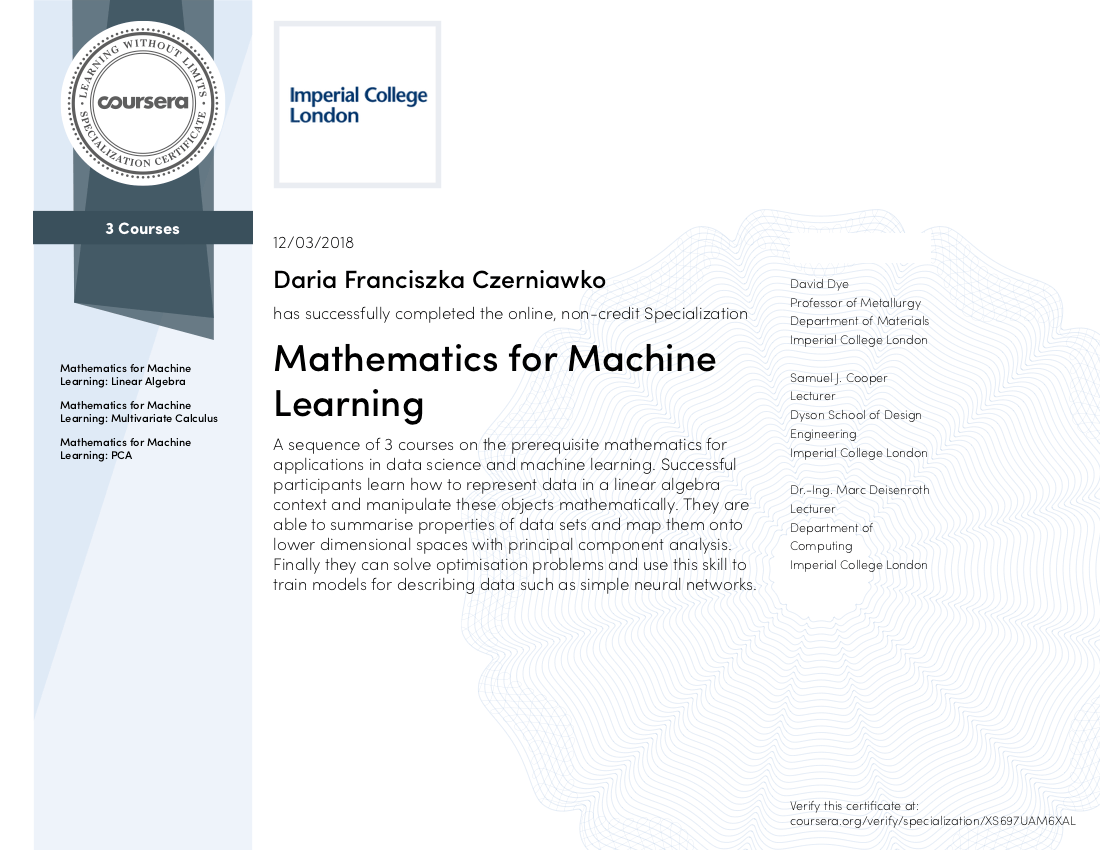 LEARNING WITHOUT LIMITS
coursera
SPECIALIZATION CERTIFICATE
3 Courses
Mathematics for Machine
Learning: Linear Algebra
Mathematics for Machine
Learning: Multivariate Calculus
Mathematics for Machine
Learning: PCA
Imperial College
London
12/03/2018
Daria Franciszka Czerniawko
has successfully completed the online, non-credit Specialization
Mathematics for Machine
Learning
A sequence of 3 courses on the prerequisite mathematics for
applications in data science and machine learning. Successful
participants learn how to represent data in a linear algebra
context and manipulate these objects mathematically. They are
able to summarise properties of data sets and map them onto
lower dimensional spaces with principal component analysis.
Finally they can solve optimisation problems and use this skill to
train models for describing data such as simple neural networks.
David Dye
Professor of Metallurgy
Department of Materials
Imperial College London
Samuel J. Cooper
Lecturer
Dyson School of Design
Engineering
Imperial College London
Dr.-Ing. Marc Deisenroth
Lecturer
Department of
Computing
Imperial College London
Verify this certificate at:
coursera.org/verify/specialization/XS697UAM6XAL